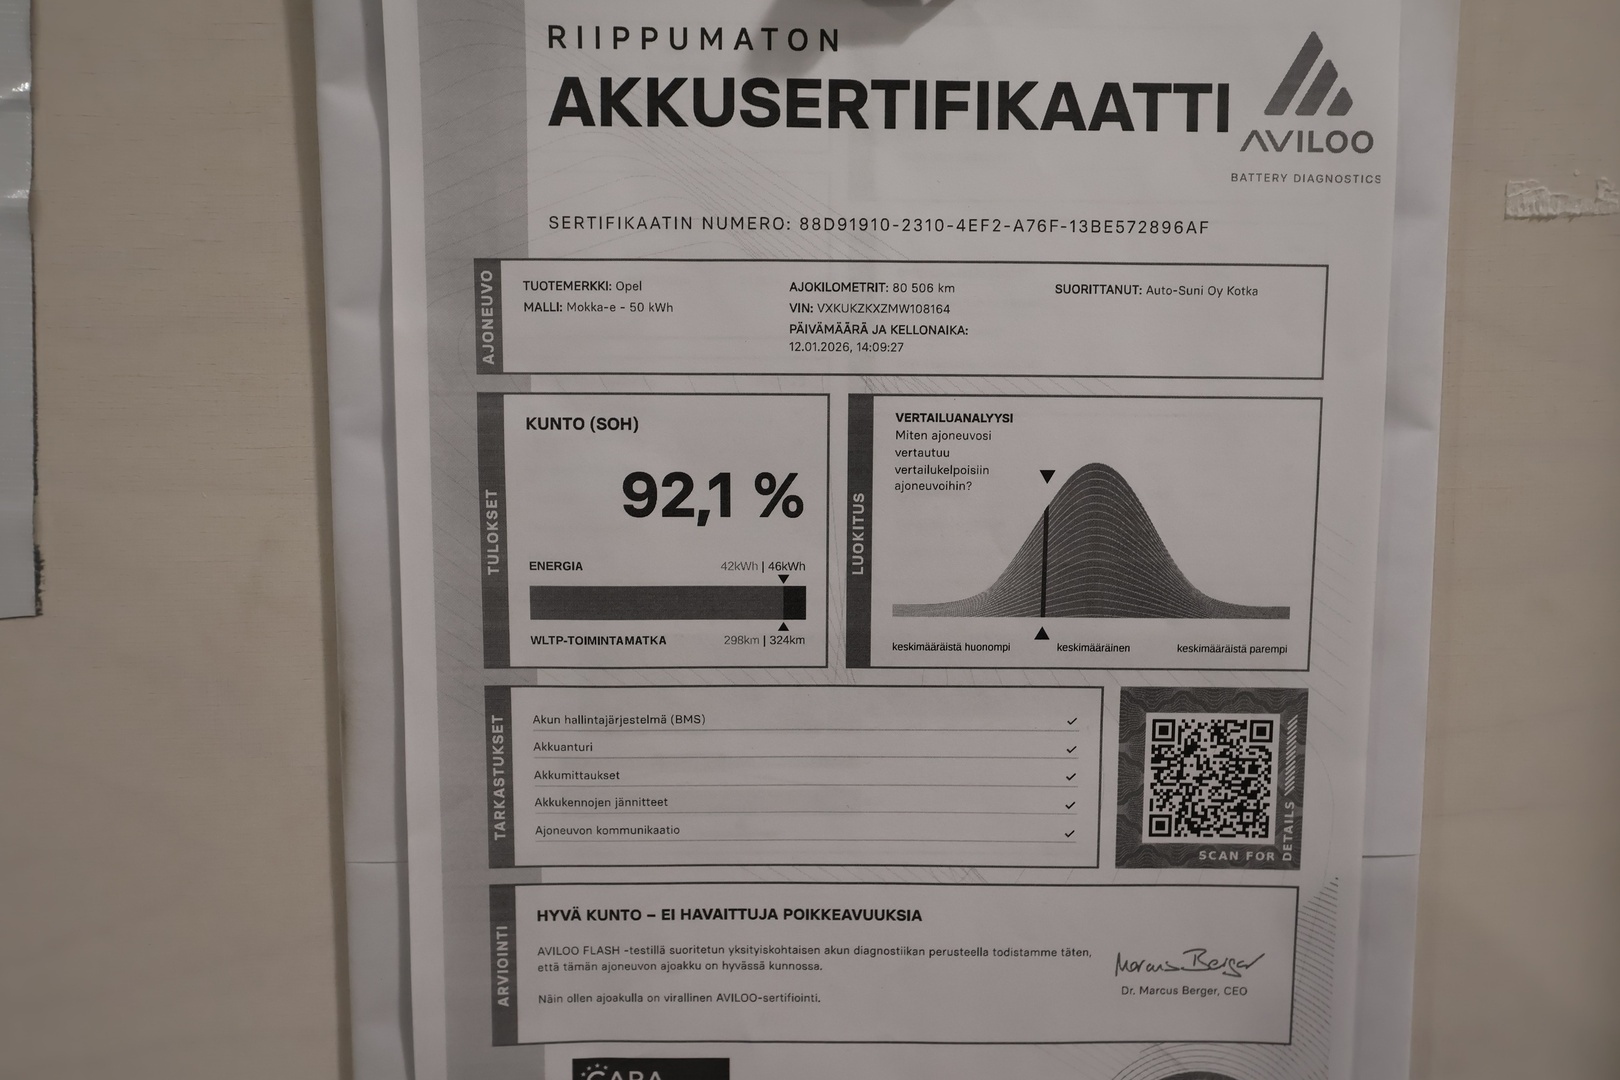 RIIPPUMATON
AKKUSERTIFIKAATTI
AVILOO
BATTERY DIAGNOSTICS
SERTIFIKAATIN NUMERO: 88D91910-2310-4EF2-A76F-13BE572896AF
AJONEUVO
TUOTEMERKKI: Opel
MALLI: Mokka-e - 50 kWh
AJOKILOMETRIT: 80 506 km
VIN: VXKUKZKXZMW108164
PÄIVÄMÄÄRÄ JA KELLONAIKA:
12.01.2026, 14:09:27
SUORITTANUT: Auto-Suni Oy Kotka
TULOKSET
KUNTO (SOH)
92,1 %
ENERGIA 42kWh | 46kWh
WLTP-TOIMINTAMATKA 298km | 324km
LUOKITUS
VERTAILUANALYYSI
Miten ajoneuvosi
vertautuu
vertailukelpoisiin
ajoneuvoihin?
keskimääräistä huonompi keskimääräinen keskimääräistä parempi
TARKASTUKSET
Akun hallintajärjestelmä (BMS) ✓
Akkuanturi ✓
Akkumittaukset ✓
Akkukennojen jännitteet ✓
Ajoneuvon kommunikaatio ✓
SCAN FOR DETAILS
ARVIOINTI
HYVÄ KUNTO – EI HAVAITTUJA POIKKEAVUUKSIA
AVILOO FLASH -testillä suoritetun yksityiskohtaisen akun diagnostiikan perusteella todistamme täten,
että tämän ajoneuvon ajoakku on hyvässä kunnossa.
Näin ollen ajoakulla on virallinen AVILOO-sertifiointi.
Marcus Berger
Dr. Marcus Berger, CEO
CARA